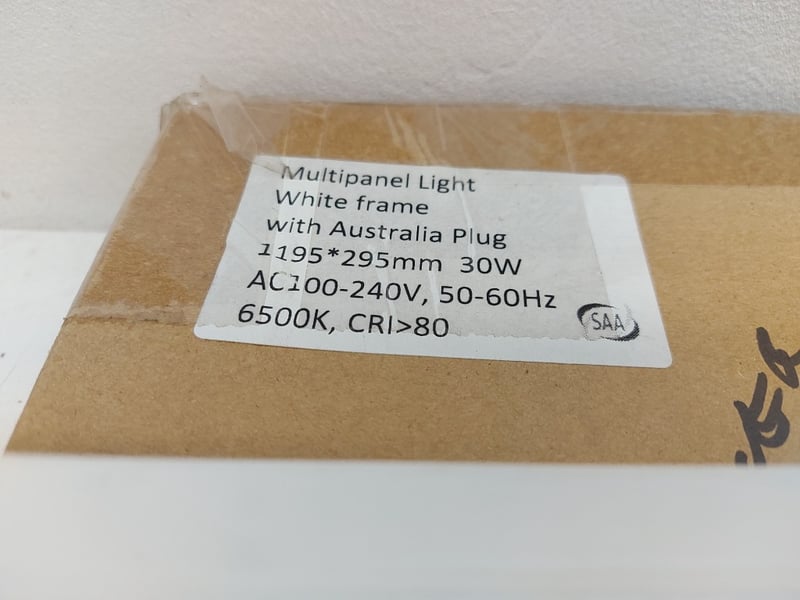 Multipanel Light
White frame
with Australia Plug
1195*295mm 30W
AC100-240V, 50-60Hz
6500K, CRI>80
SAA